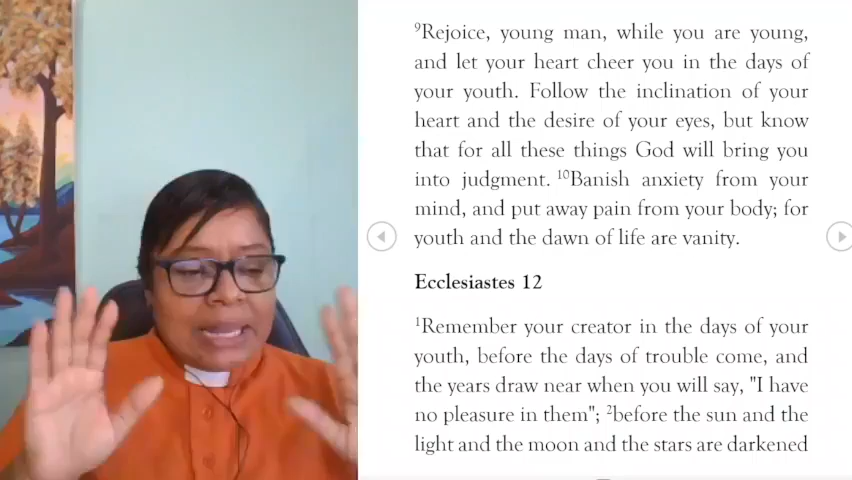 ⁹Rejoice, young man, while you are young,
and let your heart cheer you in the days of
your youth. Follow the inclination of your
heart and the desire of your eyes, but know
that for all these things God will bring you
into judgment. ¹⁰Banish anxiety from your
mind, and put away pain from your body; for
youth and the dawn of life are vanity.
Ecclesiastes 12
¹Remember your creator in the days of your
youth, before the days of trouble come, and
the years draw near when you will say, "I have
no pleasure in them"; ²before the sun and the
light and the moon and the stars are darkened